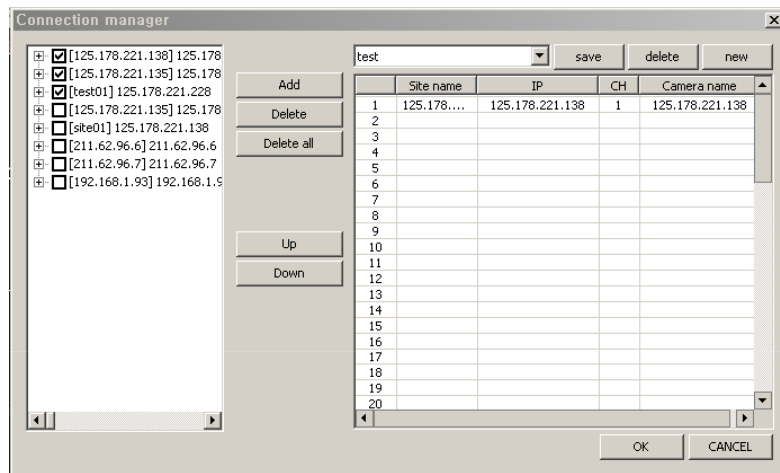 Connection manager
[125.178.221.138] 125.178
[125.178.221.135] 125.178
[test01] 125.178.221.228
[125.178.221.135] 125.178
[site01] 125.178.221.138
[211.62.96.6] 211.62.96.6
[211.62.96.7] 211.62.96.7
[192.168.1.93] 192.168.1.9
Add
Delete
Delete all
Up
Down
test
save
delete
new
Site name IP CH Camera name
1 125.178.... 125.178.221.138 1 125.178.221.138
2
3
4
5
6
7
8
9
10
11
12
13
14
15
16
17
18
19
20
OK
CANCEL